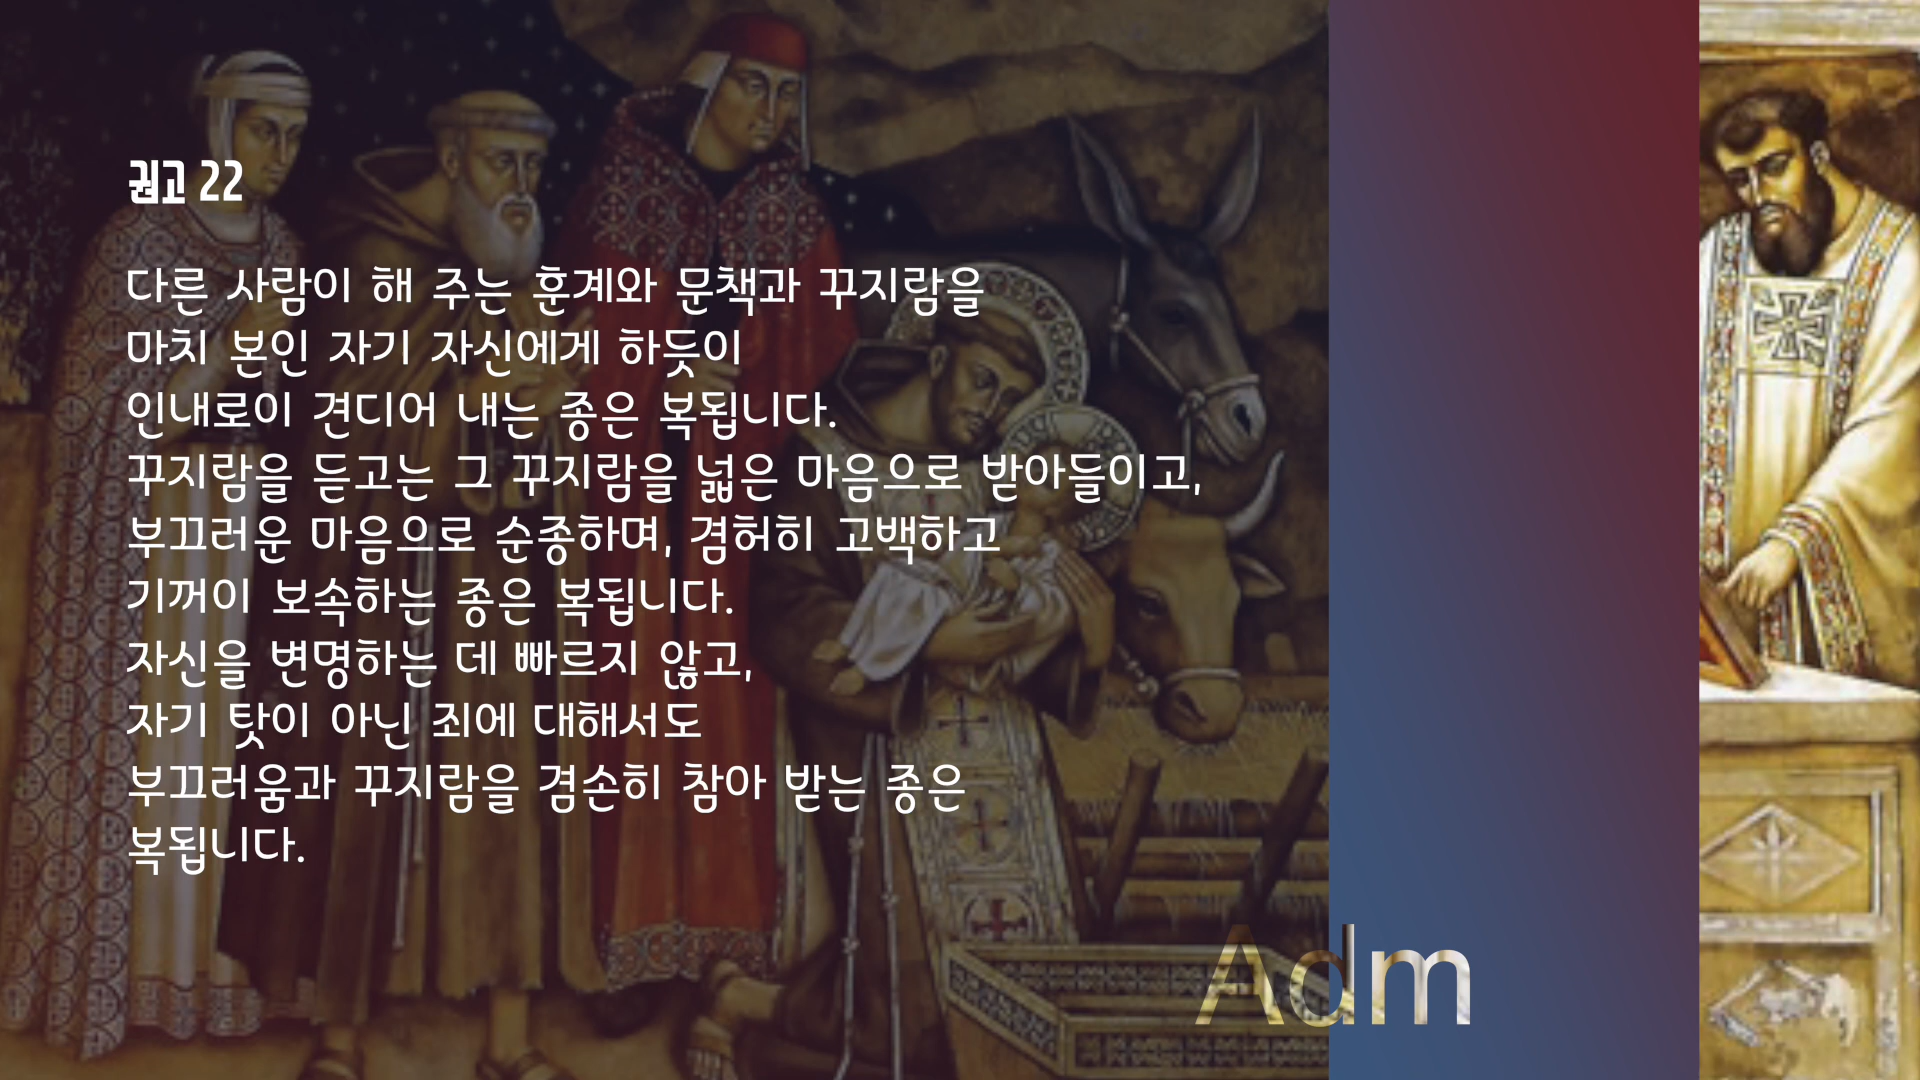 권고 22
다른 사람이 해 주는 훈계와 문책과 꾸지람을
마치 본인 자기 자신에게 하듯이
인내로이 견디어 내는 종은 복됩니다.
꾸지람을 듣고는 그 꾸지람을 넓은 마음으로 받아들이고,
부끄러운 마음으로 순종하며, 겸허히 고백하고
기꺼이 보속하는 종은 복됩니다.
자신을 변명하는 데 빠르지 않고,
자기 탓이 아닌 죄에 대해서도
부끄러움과 꾸지람을 겸손히 참아 받는 종은
복됩니다.
Adm